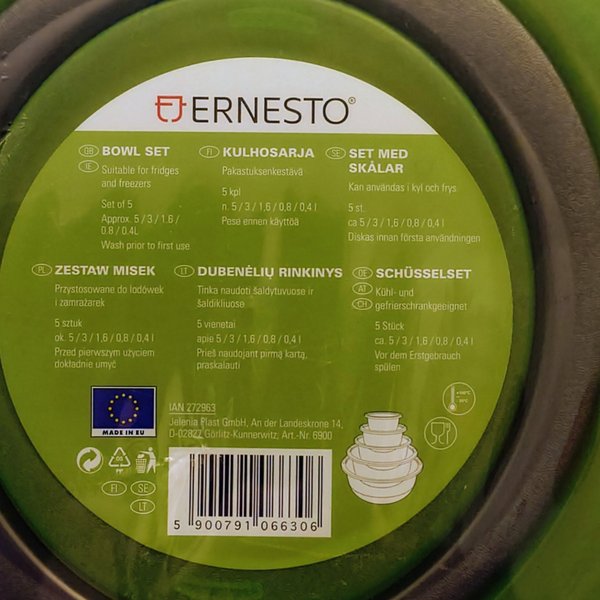 ERNESTO®
GB IE BOWL SET
Suitable for fridges
and freezers
Set of 5
Approx. 5 / 3 / 1.6 /
0.8 / 0.4L
Wash prior to first use
FI KULHOSARJA
Pakastuksenkestävä
5 kpl
n. 5 / 3 / 1,6 / 0,8 / 0,4 l
Pese ennen käyttöä
SE SET MED
SKÅLAR
Kan användas i kyl och frys
5 st.
ca 5 / 3 / 1,6 / 0,8 / 0,4 l
Diskas innan första användningen
PL ZESTAW MISEK
Przystosowane do lodówek
i zamrażarek
5 sztuk
ok. 5 / 3 / 1,6 / 0,8 / 0,4 l
Przed pierwszym użyciem
dokładnie umyć
LT DUBENĖLIŲ RINKINYS
Tinka naudoti šaldytuvuose ir
šaldikliuose
5 vienetai
apie 5 / 3 / 1,6 / 0,8 / 0,4 l
Prieš naudojant pirmą kartą,
praskalauti
DE AT CH SCHÜSSELSET
Kühl- und
gefrierschrankgeeignet
5 Stück
ca. 5 / 3 / 1,6 / 0,8 / 0,4 l
Vor dem Erstgebrauch
spülen
MADE IN EU
IAN 272963
Jelenia Plast GmbH, An der Landeskrone 14,
D-02827 Görlitz-Kunnerwitz; Art.-Nr. 6900
05
PP
FI SE
LT
5 900791 066306